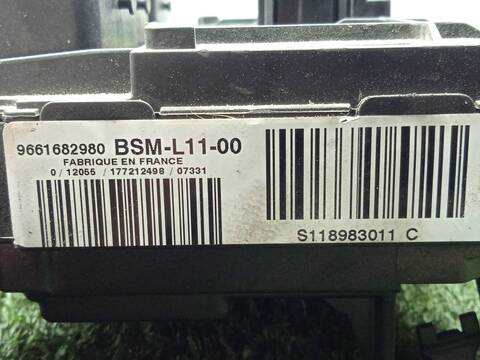 9661682980 BSM-L11-00
FABRIQUE EN FRANCE
0 / 12055 / 177212498 / 07331
S118983011 C